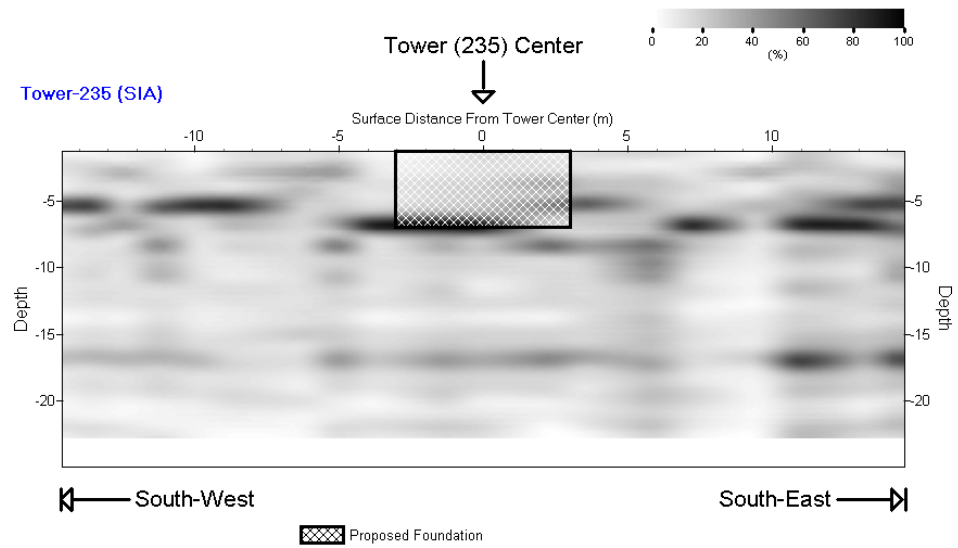 0 20 40 60 80 100
(%)
Tower (235) Center
Tower-235 (SIA)
Surface Distance From Tower Center (m)
-10 -5 0 5 10
-5 -5
-10 -10
Depth Depth
-15 -15
-20 -20
South-West South-East
Proposed Foundation